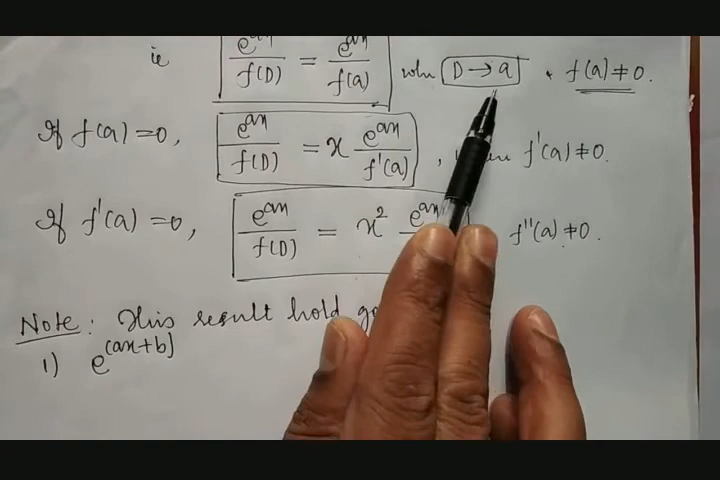 ie e^{ax}/f(D) = e^{ax}/f(a) when D→a & f(a)≠0.
If f(a)=0, e^{ax}/f(D) = x e^{ax}/f'(a), f'(a)≠0.
If f'(a)=0, e^{ax}/f(D) = x² e^{ax} f''(a)≠0.
Note: This result hold
1) e^{(ax+b)}